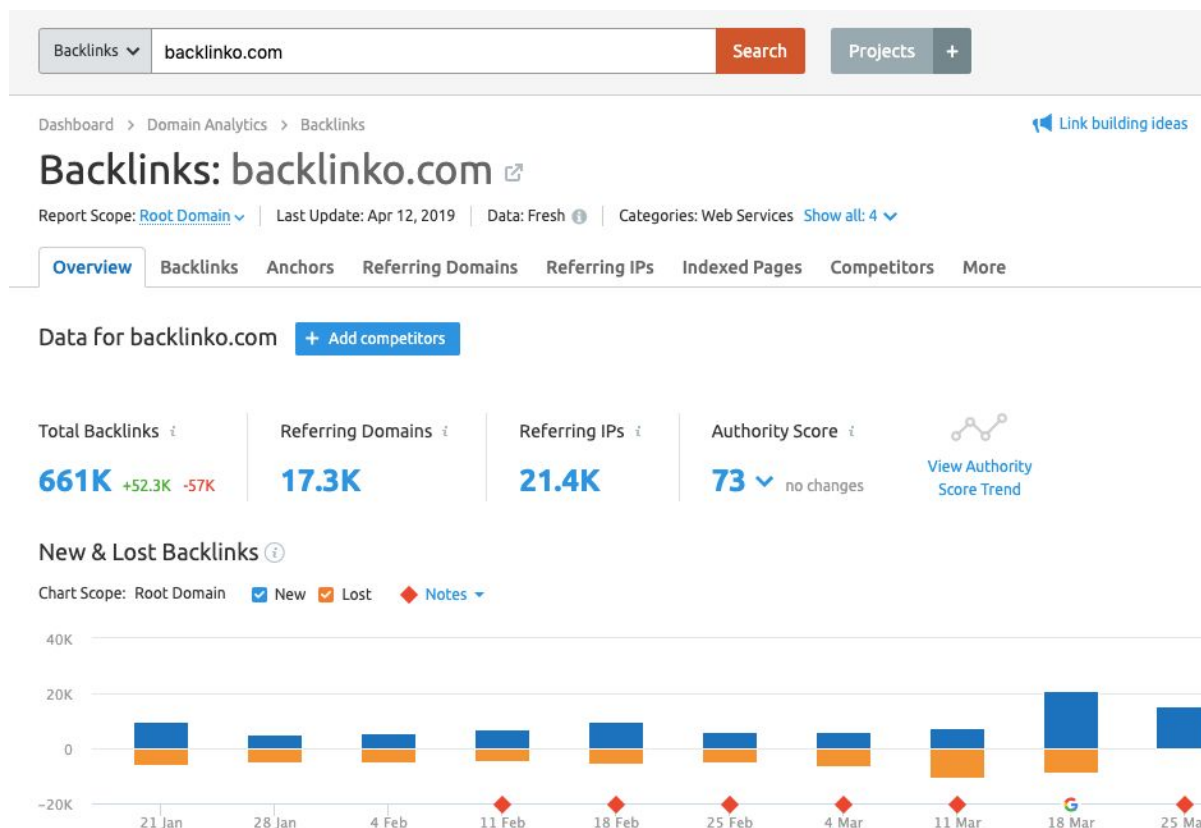 Backlinks backlinko.com Search Projects +
Dashboard > Domain Analytics > Backlinks Link building ideas
Backlinks: backlinko.com
Report Scope: Root Domain Last Update: Apr 12, 2019 Data: Fresh Categories: Web Services Show all: 4
Overview Backlinks Anchors Referring Domains Referring IPs Indexed Pages Competitors More
Data for backlinko.com + Add competitors
Total Backlinks i Referring Domains i Referring IPs i Authority Score i
661K +52.3K -57K 17.3K 21.4K 73 no changes
View Authority
Score Trend
New & Lost Backlinks i
Chart Scope: Root Domain New Lost Notes
40K
20K
0
-20K
21 Jan 28 Jan 4 Feb 11 Feb 18 Feb 25 Feb 4 Mar 11 Mar 18 Mar 25 Ma